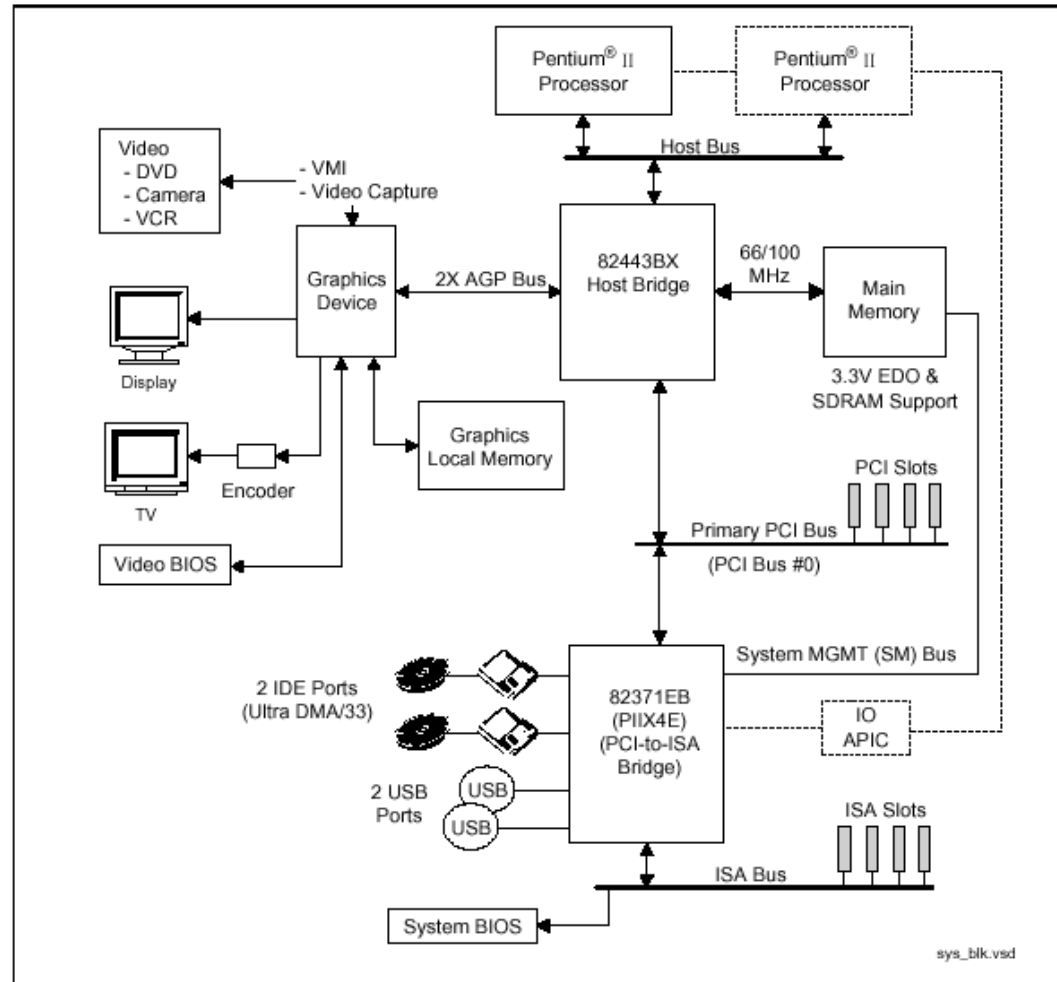 Pentium® II
Processor
Pentium® II
Processor
Host Bus
Video
- DVD
- Camera
- VCR
- VMI
- Video Capture
Graphics
Device
2X AGP Bus
82443BX
Host Bridge
66/100
MHz
Main
Memory
3.3V EDO &
SDRAM Support
Display
Graphics
Local Memory
Encoder
TV
PCI Slots
Primary PCI Bus
(PCI Bus #0)
Video BIOS
System MGMT (SM) Bus
2 IDE Ports
(Ultra DMA/33)
82371EB
(PIIX4E)
(PCI-to-ISA
Bridge)
IO
APIC
2 USB
Ports
USB
USB
ISA Slots
ISA Bus
System BIOS
sys_blk.vsd